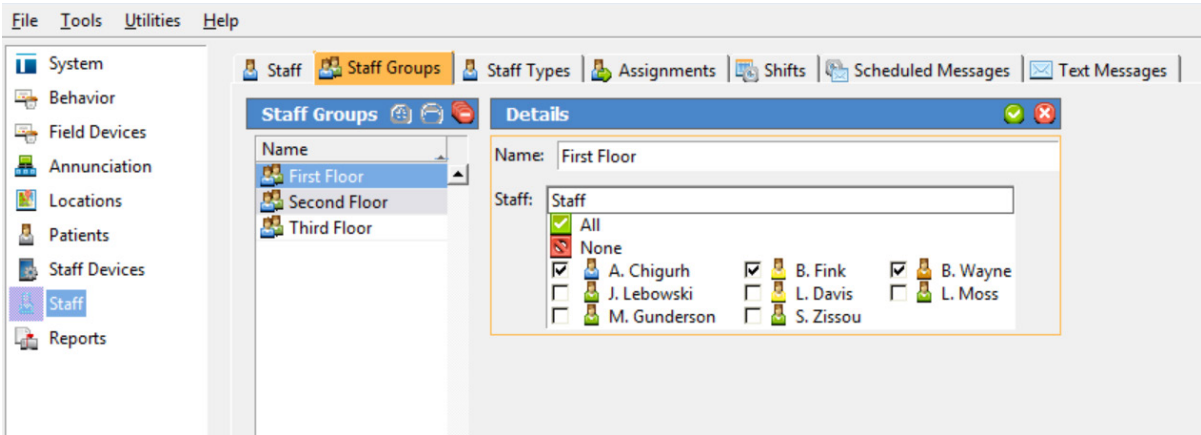 File Tools Utilities Help
System
Behavior
Field Devices
Annunciation
Locations
Patients
Staff Devices
Staff
Reports
Staff Staff Groups Staff Types Assignments Shifts Scheduled Messages Text Messages
Staff Groups
Name
First Floor
Second Floor
Third Floor
Details
Name: First Floor
Staff: Staff
All
None
A. Chigurh B. Fink B. Wayne
J. Lebowski L. Davis L. Moss
M. Gunderson S. Zissou